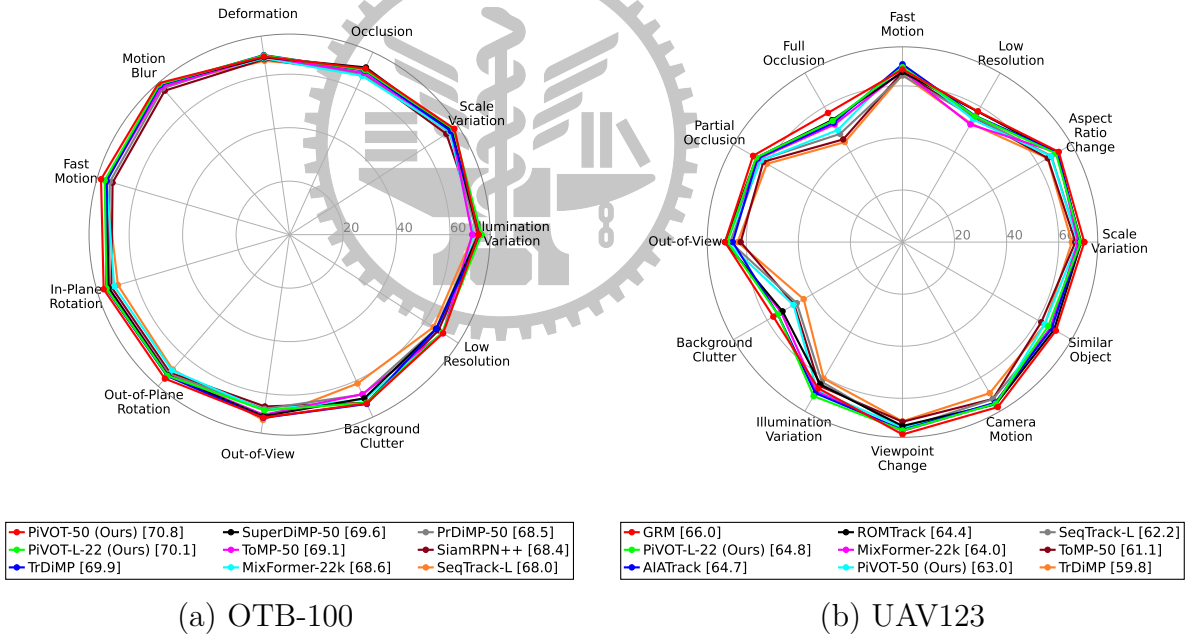 Deformation
Occlusion
Motion
Blur
Scale
Variation
Fast
Motion
20
40
60
Illumination
Variation
In-Plane
Rotation
Low
Resolution
Out-of-Plane
Rotation
Background
Clutter
Out-of-View
PiVOT-50 (Ours) [70.8]
PiVOT-L-22 (Ours) [70.1]
TrDiMP [69.9]
SuperDiMP-50 [69.6]
ToMP-50 [69.1]
MixFormer-22k [68.6]
PrDiMP-50 [68.5]
SiamRPN++ [68.4]
SeqTrack-L [68.0]
(a) OTB-100
Fast
Motion
Full
Occlusion
Low
Resolution
Partial
Occlusion
Aspect
Ratio
Change
Out-of-View
20
40
60
Scale
Variation
Background
Clutter
Similar
Object
Illumination
Variation
Camera
Motion
Viewpoint
Change
GRM [66.0]
PiVOT-L-22 (Ours) [64.8]
AIATrack [64.7]
ROMTrack [64.4]
MixFormer-22k [64.0]
PiVOT-50 (Ours) [63.0]
SeqTrack-L [62.2]
ToMP-50 [61.1]
TrDiMP [59.8]
(b) UAV123